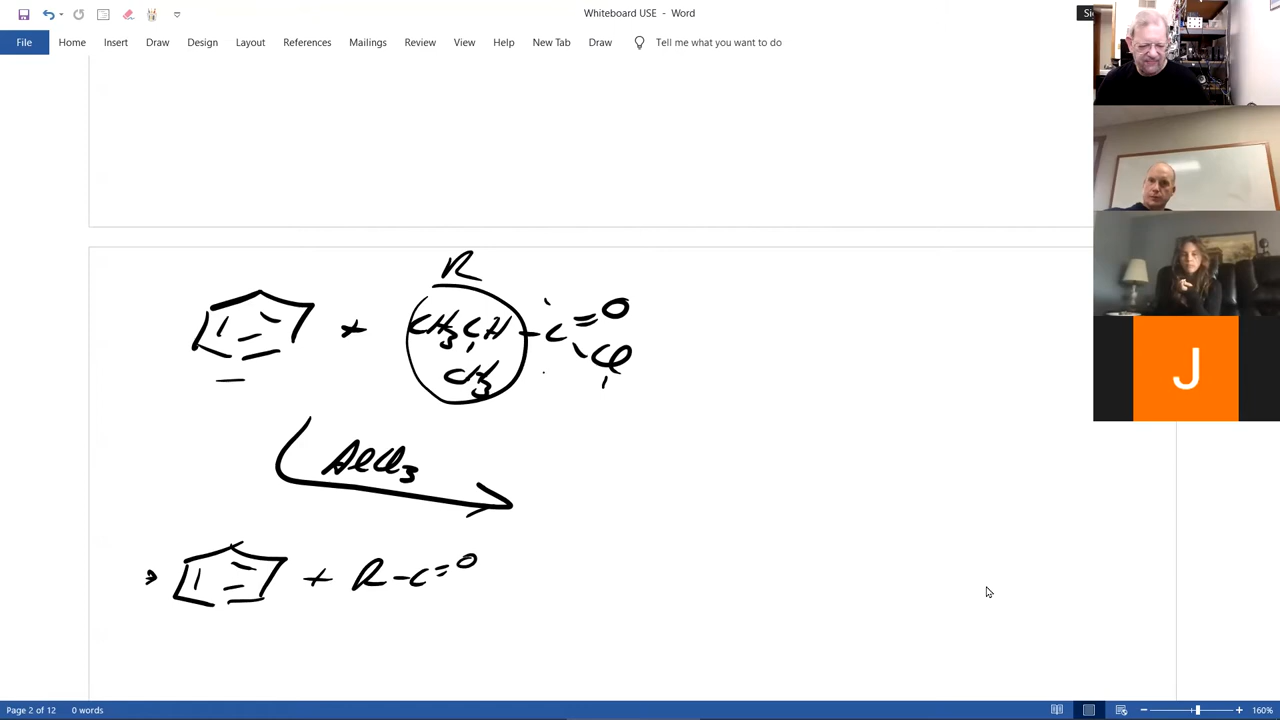 Whiteboard USE - Word
File Home Insert Draw Design Layout References Mailings Review View Help New Tab Draw Tell me what you want to do
R
+ CH3CH-C=O
CH3 Cl
AlCl3
+ R-C=O
J
Page 2 of 12 0 words 160%